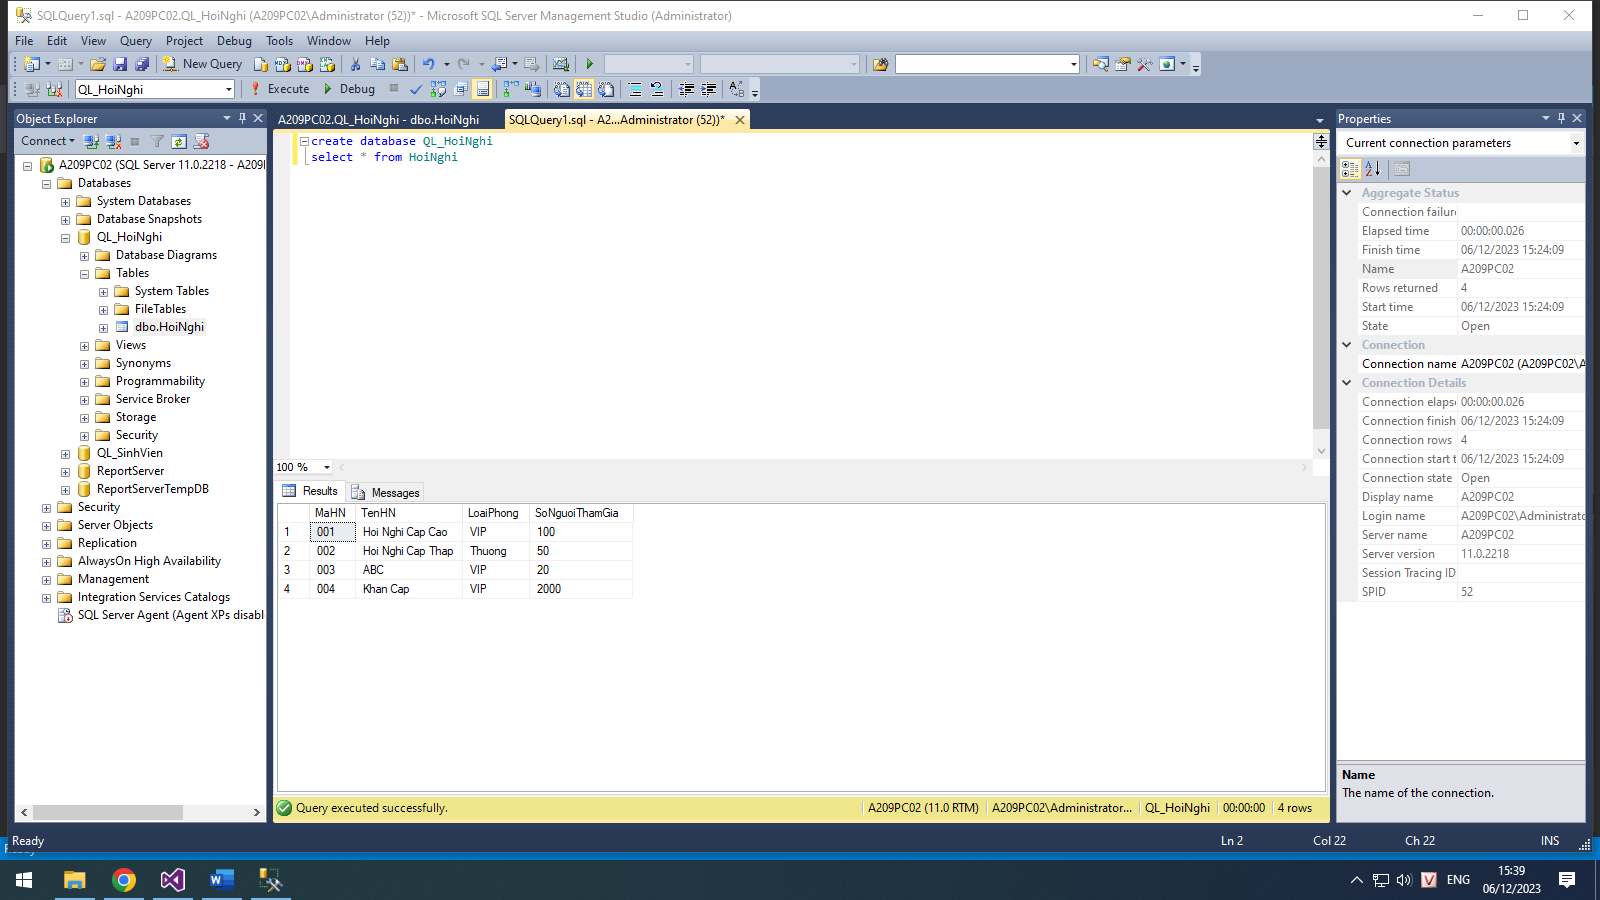 SQLQuery1.sql - A209PC02.QL_HoiNghi (A209PC02\Administrator (52))* - Microsoft SQL Server Management Studio (Administrator)
File Edit View Query Project Debug Tools Window Help
New Query
QL_HoiNghi Execute Debug
Object Explorer
Connect
A209PC02 (SQL Server 11.0.2218 - A209I
Databases
System Databases
Database Snapshots
QL_HoiNghi
Database Diagrams
Tables
System Tables
FileTables
dbo.HoiNghi
Views
Synonyms
Programmability
Service Broker
Storage
Security
QL_SinhVien
ReportServer
ReportServerTempDB
Security
Server Objects
Replication
AlwaysOn High Availability
Management
Integration Services Catalogs
SQL Server Agent (Agent XPs disabl
A209PC02.QL_HoiNghi - dbo.HoiNghi SQLQuery1.sql - A2...Administrator (52))*
create database QL_HoiNghi
select * from HoiNghi
100 %
Results Messages
MaHN TenHN LoaiPhong SoNguoiThamGia
1 001 Hoi Nghi Cap Cao VIP 100
2 002 Hoi Nghi Cap Thap Thuong 50
3 003 ABC VIP 20
4 004 Khan Cap VIP 2000
Query executed successfully. A209PC02 (11.0 RTM) A209PC02\Administrator... QL_HoiNghi 00:00:00 4 rows
Properties
Current connection parameters
Aggregate Status
Connection failure
Elapsed time 00:00:00.026
Finish time 06/12/2023 15:24:09
Name A209PC02
Rows returned 4
Start time 06/12/2023 15:24:09
State Open
Connection
Connection name A209PC02 (A209PC02\A
Connection Details
Connection elapse 00:00:00.026
Connection finish 06/12/2023 15:24:09
Connection rows 4
Connection start t 06/12/2023 15:24:09
Connection state Open
Display name A209PC02
Login name A209PC02\Administrato
Server name A209PC02
Server version 11.0.2218
Session Tracing ID
SPID 52
Name
The name of the connection.
Ready Ln 2 Col 22 Ch 22 INS
ENG
15:39
06/12/2023